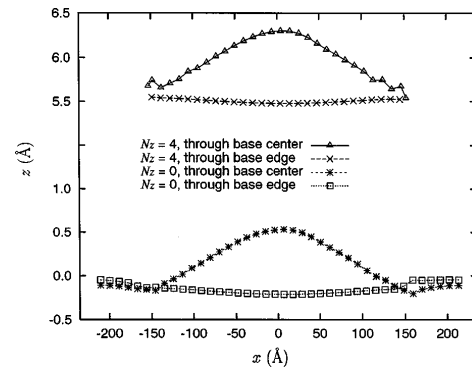 6.5
6.0
5.5
Nz = 4, through base center
Nz = 4, through base edge
Nz = 0, through base center
Nz = 0, through base edge
z (Å)
1.0
0.5
0.0
-0.5
-200 -150 -100 -50 0 50 100 150 200
x (Å)